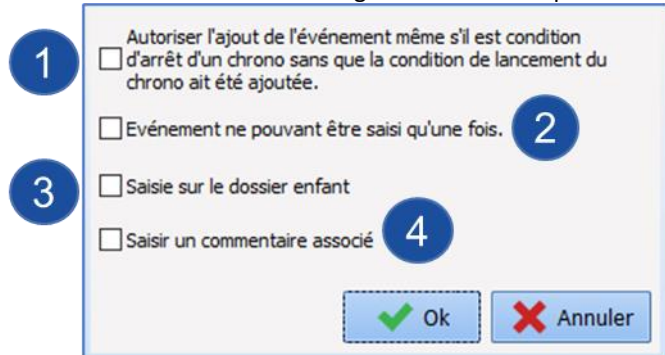 1
Autoriser l'ajout de l'événement même s'il est condition
d'arrêt d'un chrono sans que la condition de lancement du
chrono ait été ajoutée.
Evénement ne pouvant être saisi qu'une fois.
2
3
Saisie sur le dossier enfant
Saisir un commentaire associé
4
Ok
Annuler